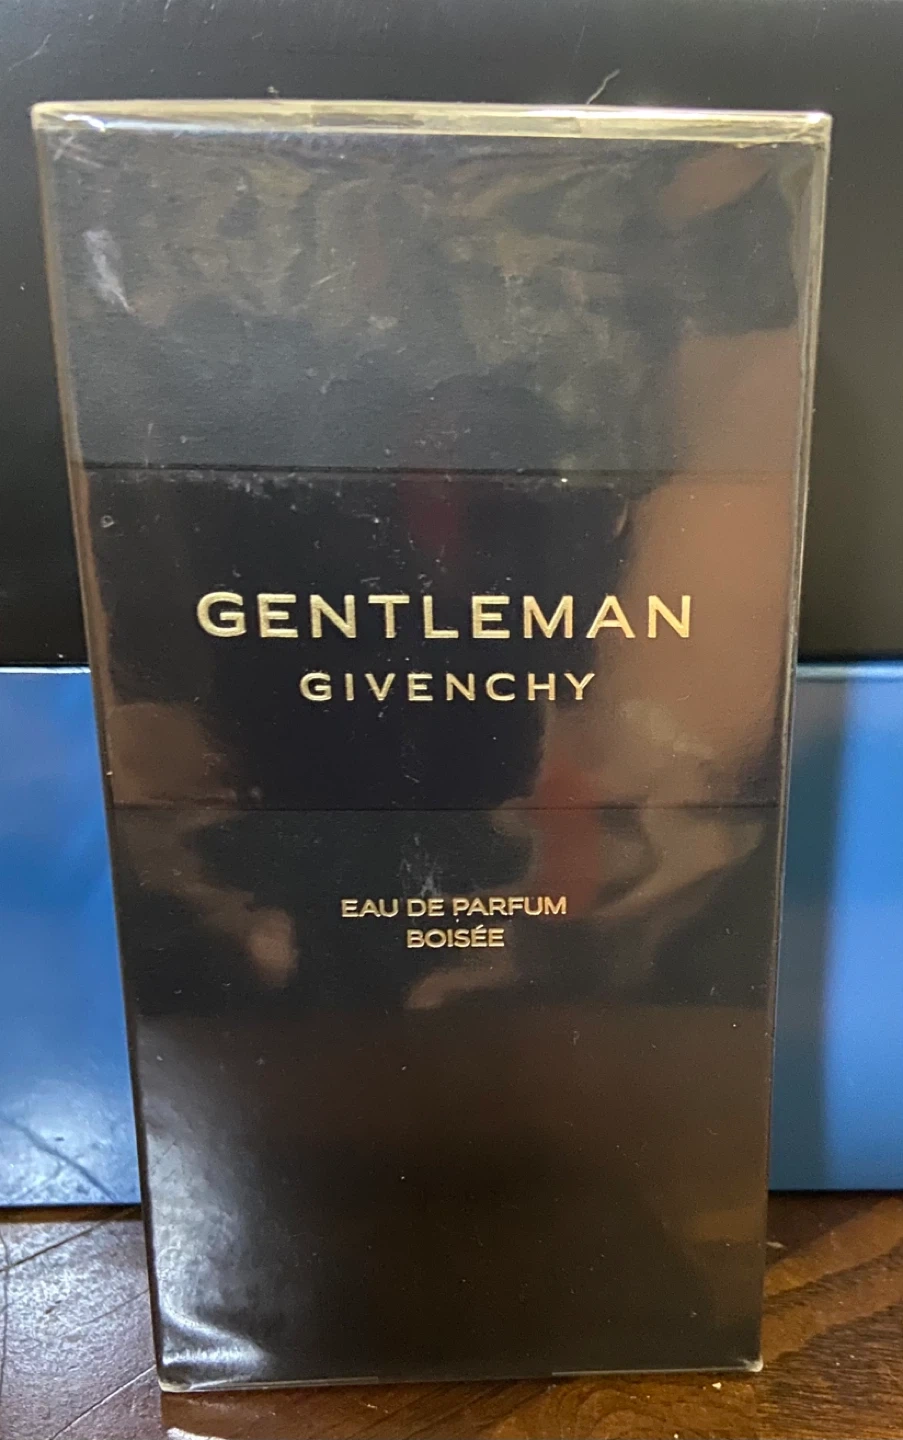 GENTLEMAN
GIVENCHY
EAU DE PARFUM
BOISÉE